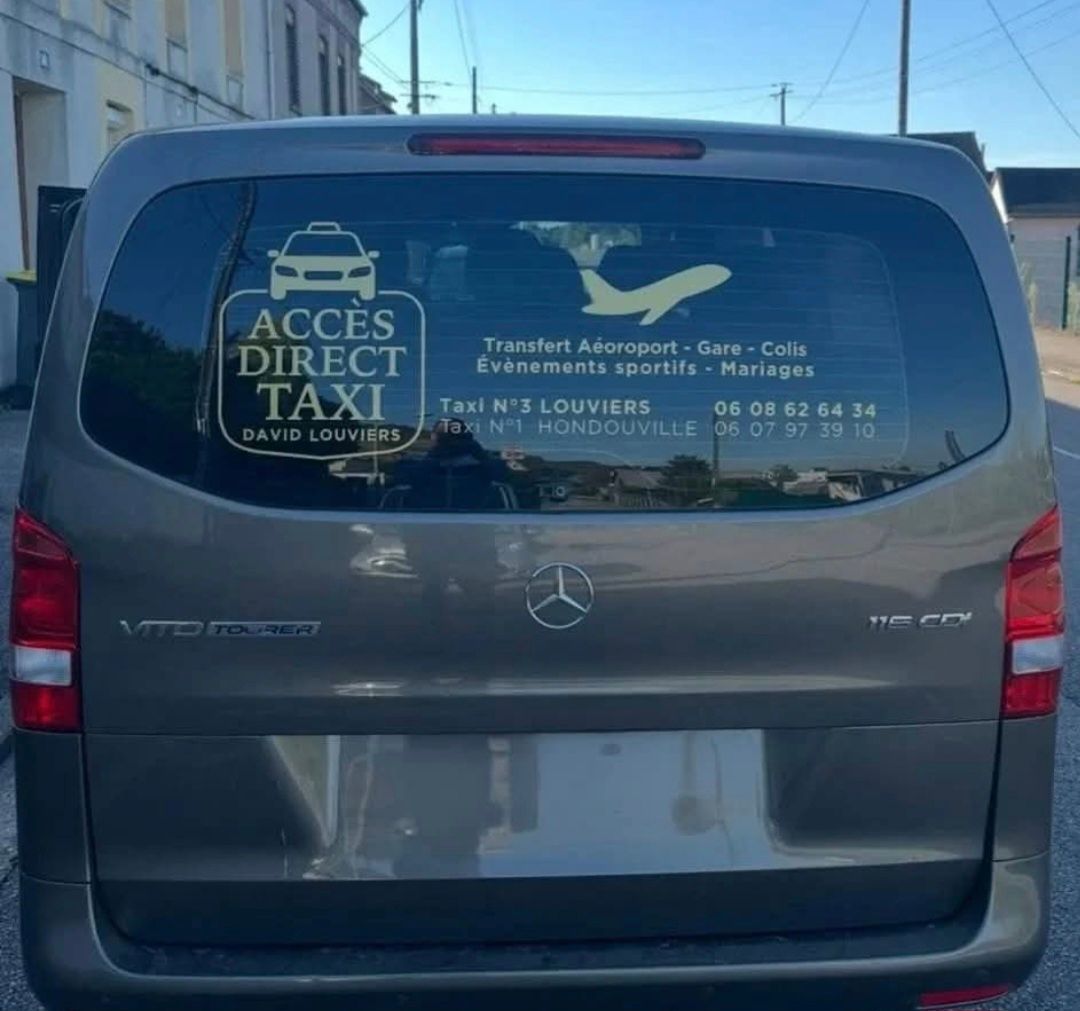 ACCÈS
DIRECT
TAXI
DAVID LOUVIERS
Transfert Aéoroport - Gare - Colis
Évènements sportifs - Mariages
Taxi N°3 LOUVIERS 06 08 62 64 34
Taxi N°1 HONDOUVILLE 06 07 97 39 10
VITO TOURER
115 CDI